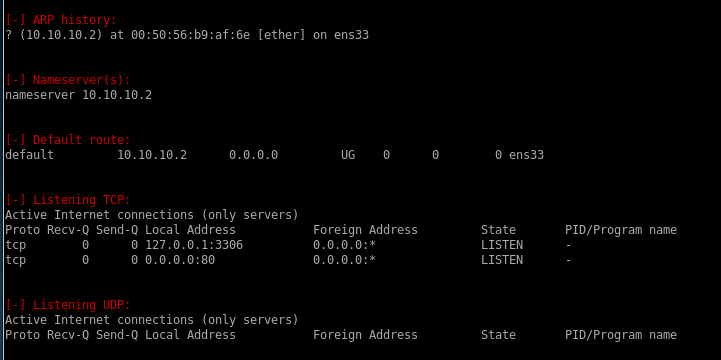 [-] ARP history:
? (10.10.10.2) at 00:50:56:b9:af:6e [ether] on ens33
[-] Nameserver(s):
nameserver 10.10.10.2
[-] Default route:
default         10.10.10.2      0.0.0.0         UG    0      0        0 ens33
[-] Listening TCP:
Active Internet connections (only servers)
Proto Recv-Q Send-Q Local Address           Foreign Address         State       PID/Program name
tcp        0      0 127.0.0.1:3306          0.0.0.0:*               LISTEN      -
tcp        0      0 0.0.0.0:80              0.0.0.0:*               LISTEN      -
[-] Listening UDP:
Active Internet connections (only servers)
Proto Recv-Q Send-Q Local Address           Foreign Address         State       PID/Program name